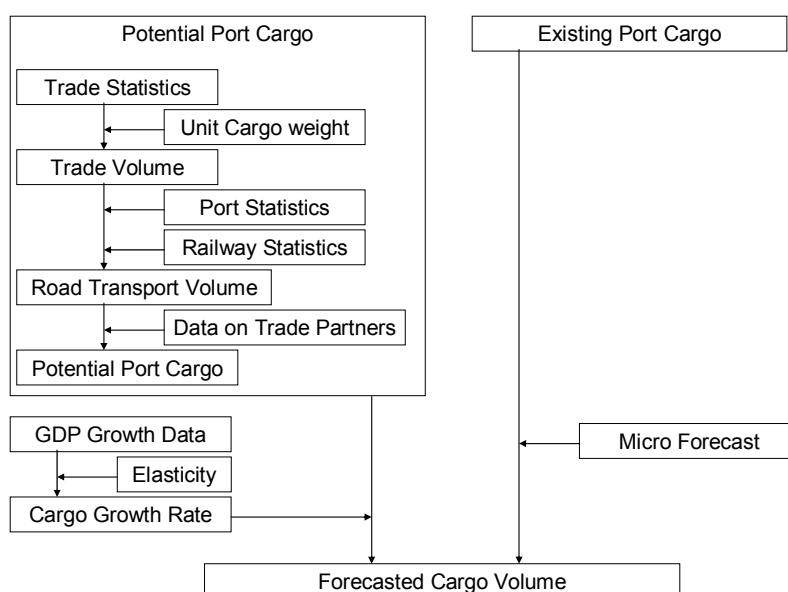 Potential Port Cargo
Existing Port Cargo
Trade Statistics
Unit Cargo weight
Trade Volume
Port Statistics
Railway Statistics
Road Transport Volume
Data on Trade Partners
Potential Port Cargo
GDP Growth Data
Micro Forecast
Elasticity
Cargo Growth Rate
Forecasted Cargo Volume